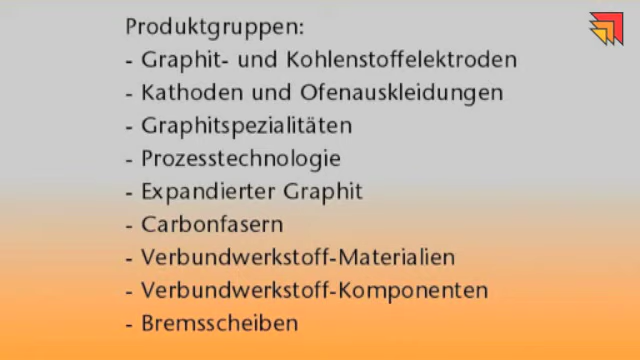 Produktgruppen:
- Graphit- und Kohlenstoffelektroden
- Kathoden und Ofenauskleidungen
- Graphitspezialitäten
- Prozesstechnologie
- Expandierter Graphit
- Carbonfasern
- Verbundwerkstoff-Materialien
- Verbundwerkstoff-Komponenten
- Bremsscheiben